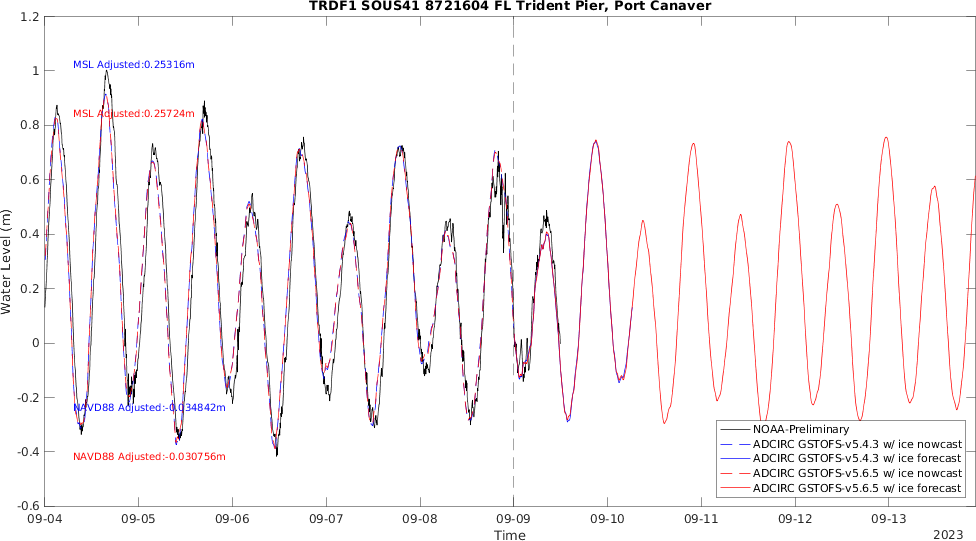 TRDF1 SOUS41 8721604 FL Trident Pier, Port Canaver
1.2
1
0.8
0.6
0.4
0.2
0
-0.2
-0.4
-0.6
Water Level (m)
MSL Adjusted:0.25316m
MSL Adjusted:0.25724m
NAVD88 Adjusted:-0.034842m
NAVD88 Adjusted:-0.030756m
NOAA-Preliminary
ADCIRC GSTOFS-v5.4.3 w/ ice nowcast
ADCIRC GSTOFS-v5.4.3 w/ ice forecast
ADCIRC GSTOFS-v5.6.5 w/ ice nowcast
ADCIRC GSTOFS-v5.6.5 w/ ice forecast
09-04 09-05 09-06 09-07 09-08 09-09 09-10 09-11 09-12 09-13
Time
2023